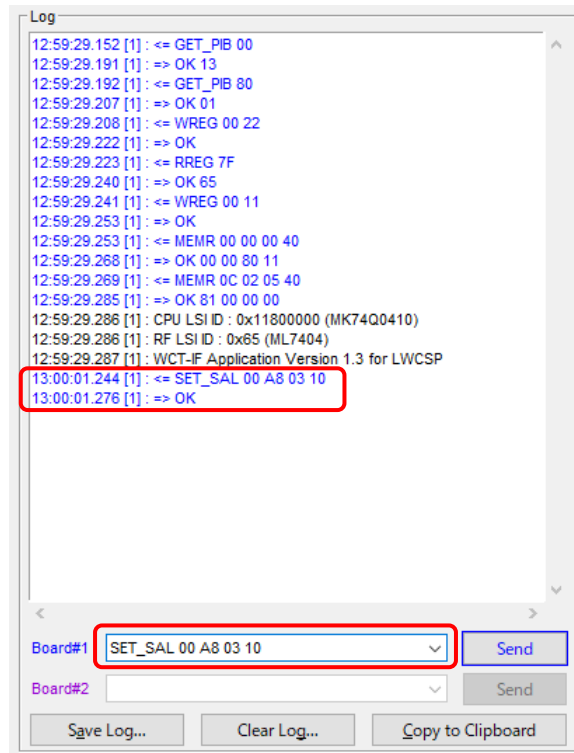 Log
12:59:29.152 [1] : <= GET_PIB 00
12:59:29.191 [1] : => OK 13
12:59:29.192 [1] : <= GET_PIB 80
12:59:29.207 [1] : => OK 01
12:59:29.208 [1] : <= WREG 00 22
12:59:29.222 [1] : => OK
12:59:29.223 [1] : <= RREG 7F
12:59:29.240 [1] : => OK 65
12:59:29.241 [1] : <= WREG 00 11
12:59:29.253 [1] : => OK
12:59:29.253 [1] : <= MEMR 00 00 00 40
12:59:29.268 [1] : => OK 00 00 80 11
12:59:29.269 [1] : <= MEMR 0C 02 05 40
12:59:29.285 [1] : => OK 81 00 00 00
12:59:29.286 [1] : CPU LSI ID : 0x11800000 (MK74Q0410)
12:59:29.286 [1] : RF LSI ID : 0x65 (ML7404)
12:59:29.287 [1] : WCT-IF Application Version 1.3 for LWCSP
13:00:01.244 [1] : <= SET_SAL 00 A8 03 10
13:00:01.276 [1] : => OK
Board#1 SET_SAL 00 A8 03 10 Send
Board#2 Send
Save Log... Clear Log... Copy to Clipboard